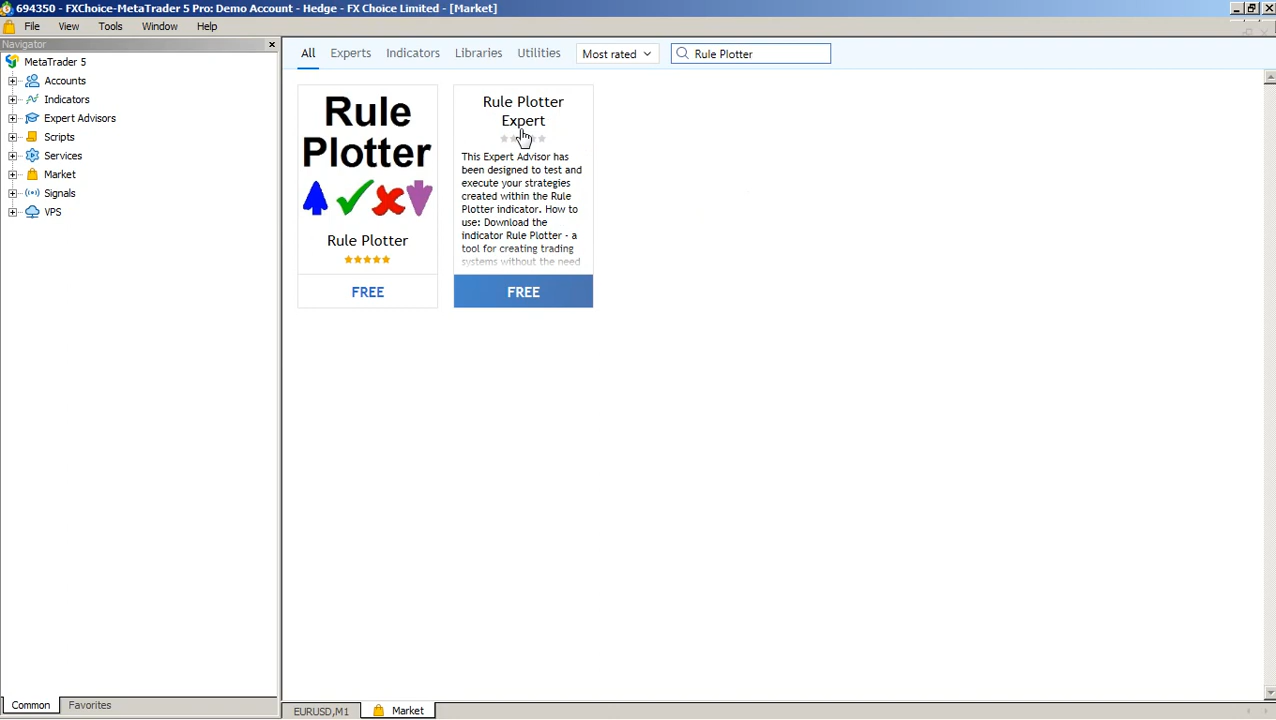 694350 - FXChoice-MetaTrader 5 Pro: Demo Account - Hedge - FX Choice Limited - [Market]
File View Tools Window Help
Navigator
MetaTrader 5
Accounts
Indicators
Expert Advisors
Scripts
Services
Market
Signals
VPS
Common Favorites
All Experts Indicators Libraries Utilities Most rated Rule Plotter
Rule
Plotter
Rule Plotter
FREE
Rule Plotter
Expert
This Expert Advisor has
been designed to test and
execute your strategies
created within the Rule
Plotter indicator. How to
use: Download the
indicator Rule Plotter - a
tool for creating trading
systems without the need
FREE
EURUSD,M1 Market